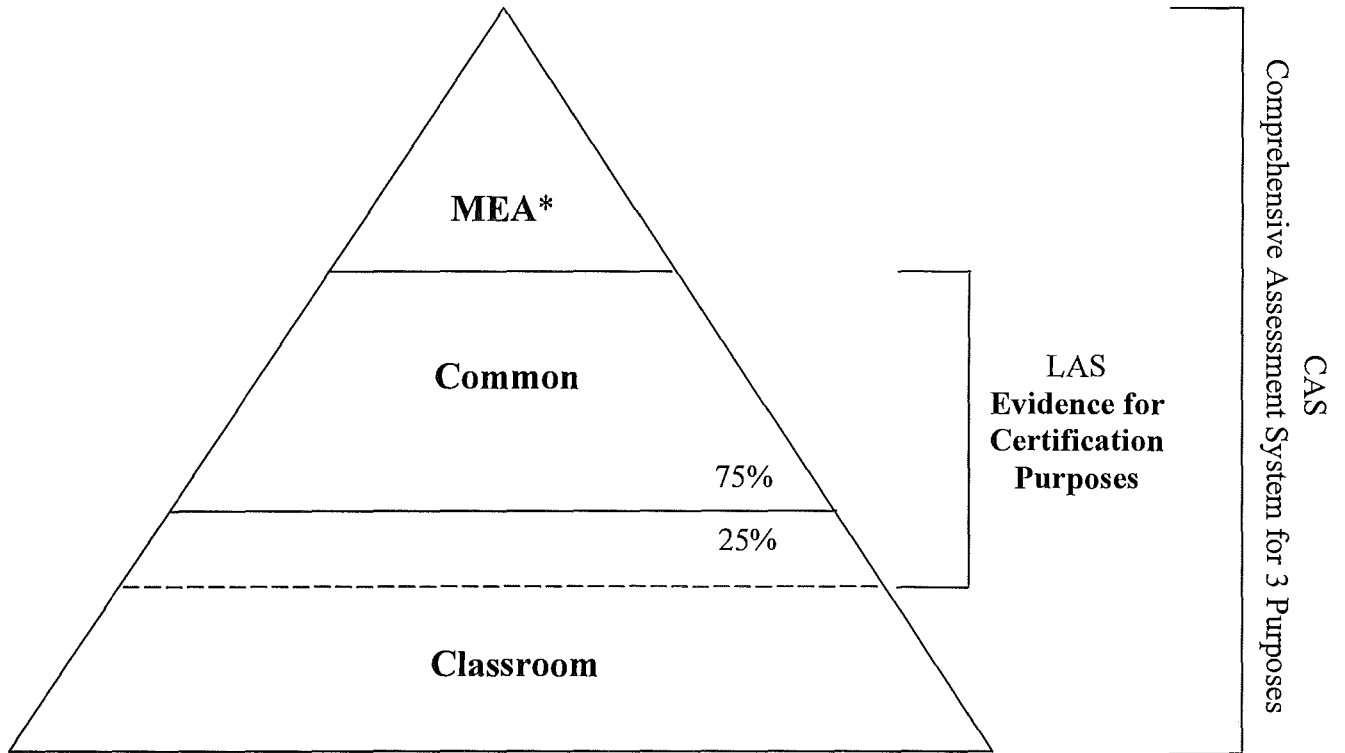 MEA*
Common
75%
25%
Classroom
LAS
Evidence for
Certification
Purposes
CAS
Comprehensive Assessment System for 3 Purposes